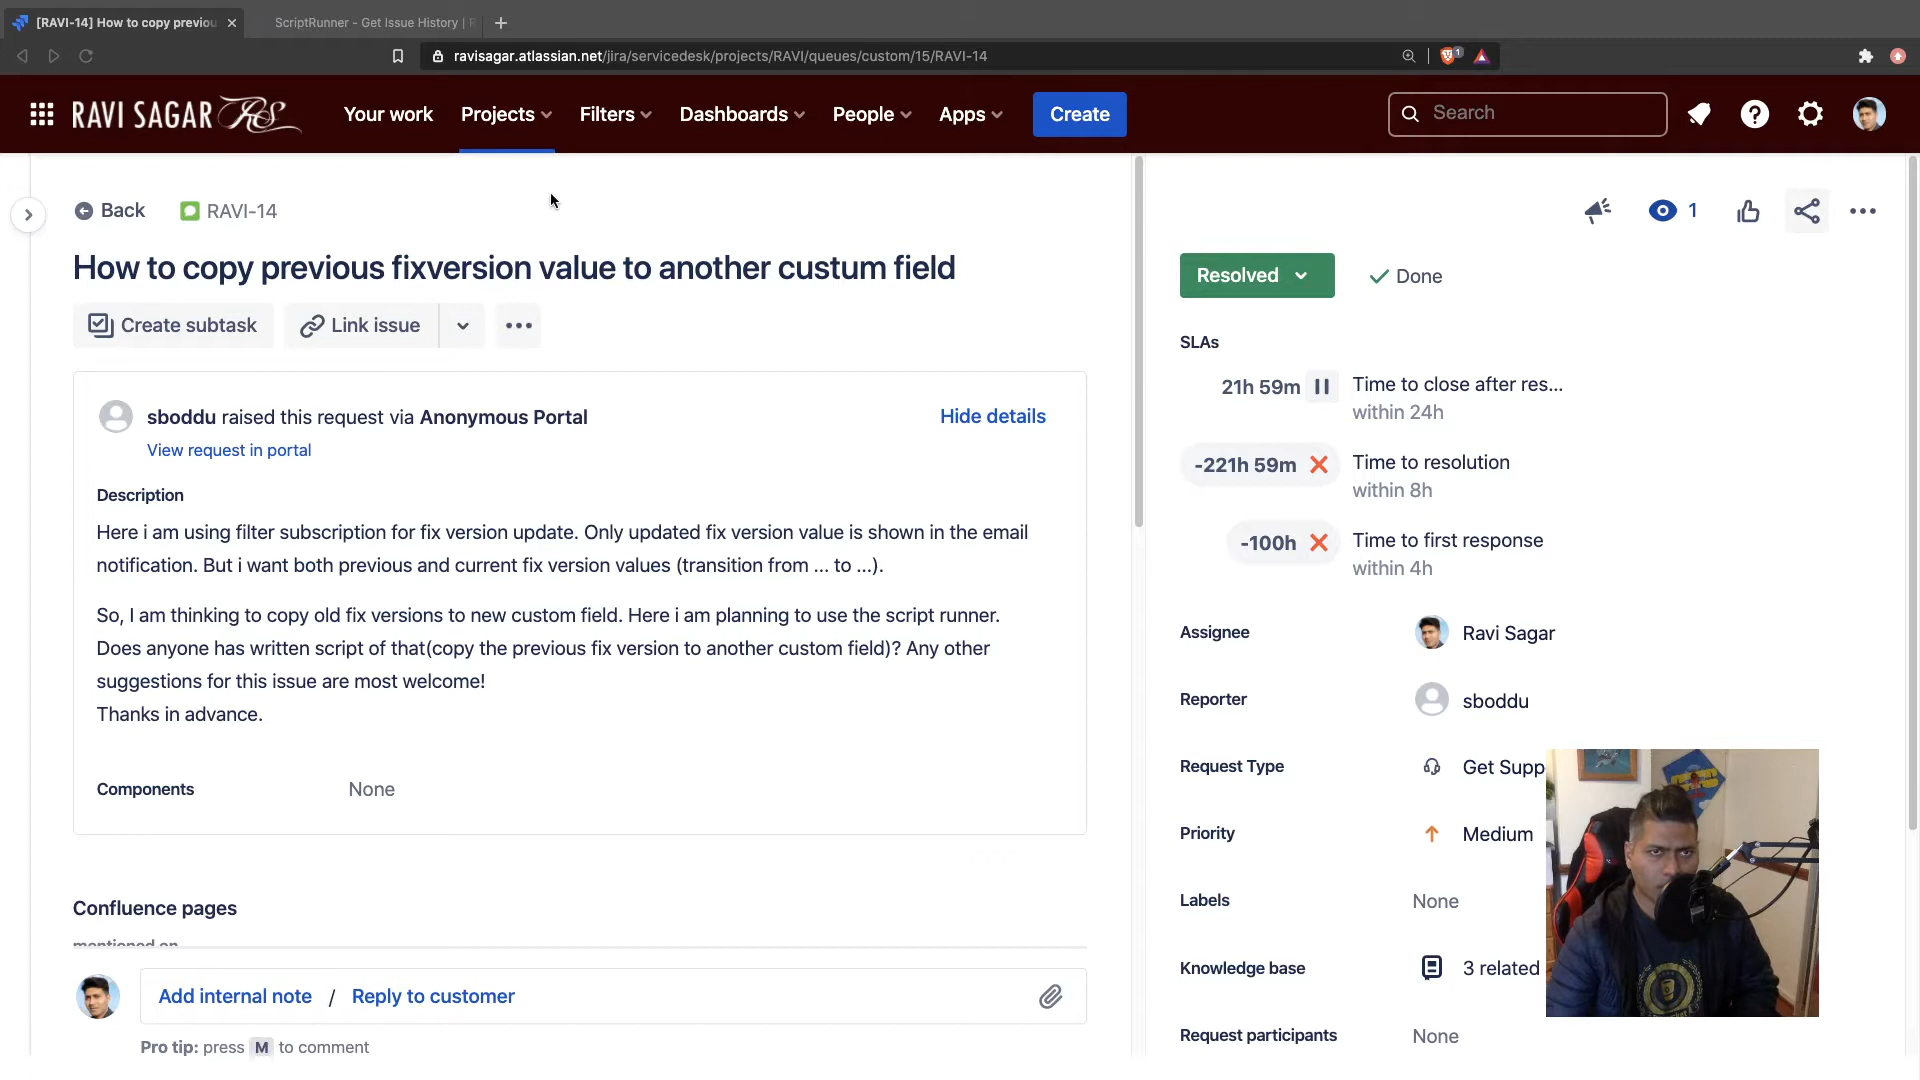 [RAVI-14] How to copy previou
ScriptRunner - Get Issue History |
ravisagar.atlassian.net/jira/servicedesk/projects/RAVI/queues/custom/15/RAVI-14
1
RAVI SAGAR RS
Your work
Projects
Filters
Dashboards
People
Apps
Create
Search
Back
RAVI-14
1
How to copy previous fixversion value to another custum field
Create subtask
Link issue
sboddu raised this request via Anonymous Portal
Hide details
View request in portal
Description
Here i am using filter subscription for fix version update. Only updated fix version value is shown in the email
notification. But i want both previous and current fix version values (transition from ... to ...).
So, I am thinking to copy old fix versions to new custom field. Here i am planning to use the script runner.
Does anyone has written script of that(copy the previous fix version to another custom field)? Any other
suggestions for this issue are most welcome!
Thanks in advance.
Components
None
Confluence pages
mentioned on
Add internal note / Reply to customer
Pro tip: press M to comment
Resolved
Done
SLAs
21h 59m
Time to close after res...
within 24h
-221h 59m
Time to resolution
within 8h
-100h
Time to first response
within 4h
Assignee
Ravi Sagar
Reporter
sboddu
Request Type
Get Supp
Priority
Medium
Labels
None
Knowledge base
3 related
Request participants
None